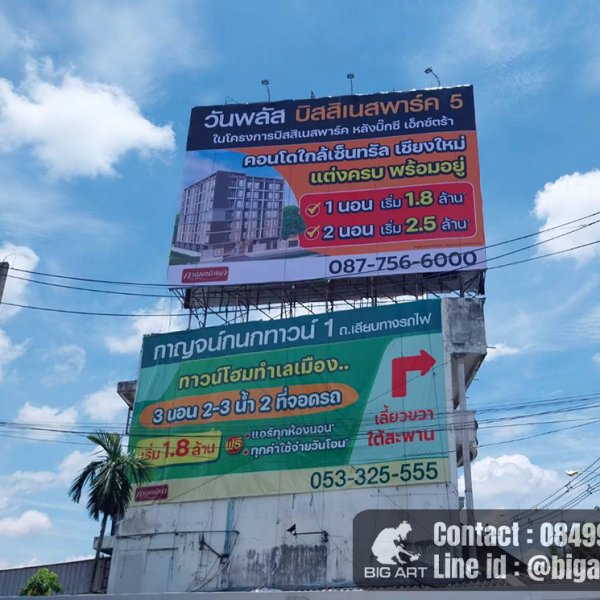 วันพลัส บิสสิเนสพาร์ค 5
ในโครงการบิสสิเนสพาร์ค หลังบิ๊กซี เอ็กซ์ตร้า
คอนโดใกล้เซ็นทรัล เชียงใหม่
แต่งครบ พร้อมอยู่
1 นอน เริ่ม 1.8 ล้าน*
2 นอน เริ่ม 2.5 ล้าน*
กาญจน์กนก
087-756-6000
กาญจน์กนกทาวน์ 1 ถ.เลียบทางรถไฟ
ทาวน์โฮมทำเลเมือง..
3 นอน 2-3 น้ำ 2 ที่จอดรถ
เริ่ม 1.8 ล้าน ฟรี
• แอร์ทุกห้องนอน*
• ทุกค่าใช้จ่ายวันโอน*
เลี้ยวขวา
ใต้สะพาน
053-325-555
BIG ART
Contact : 0849
Line id : @biga